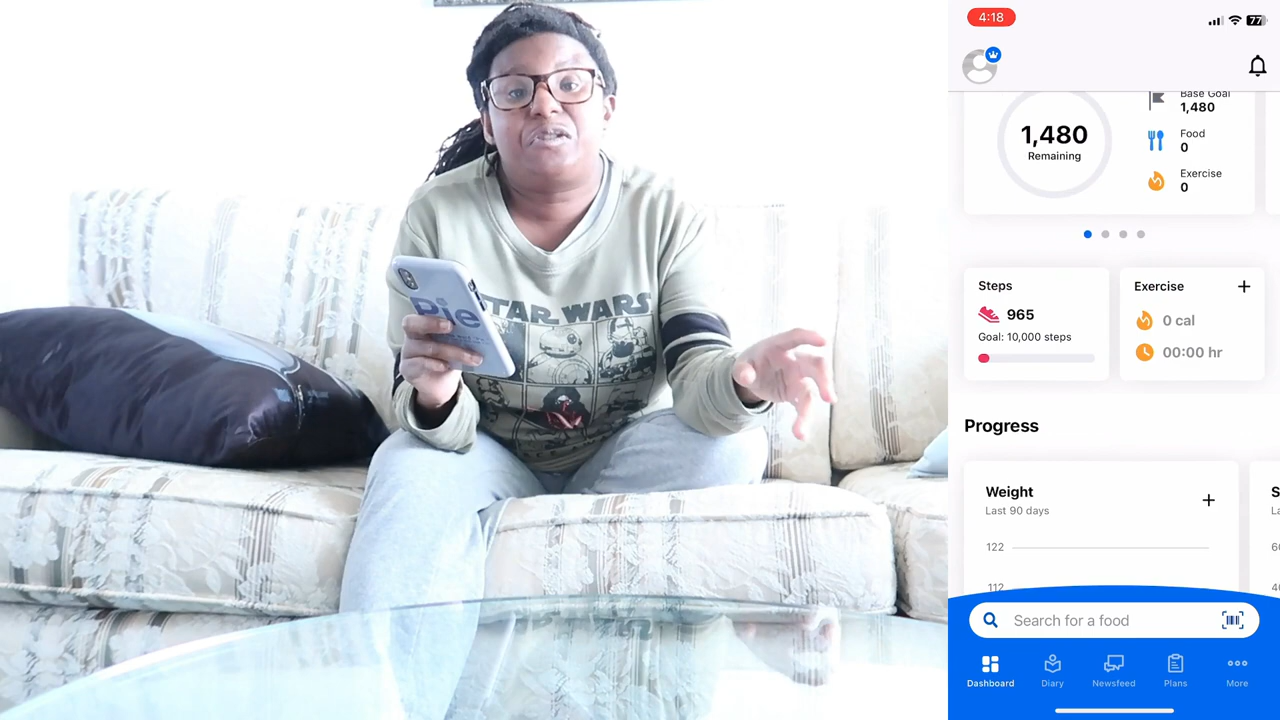 Pie
STAR WARS
4:18
77
Base Goal
1,480
1,480
Remaining
Food
0
Exercise
0
Steps
965
Goal: 10,000 steps
Exercise
0 cal
00:00 hr
Progress
Weight
Last 90 days
122
112
Search for a food
Dashboard
Diary
Newsfeed
Plans
More